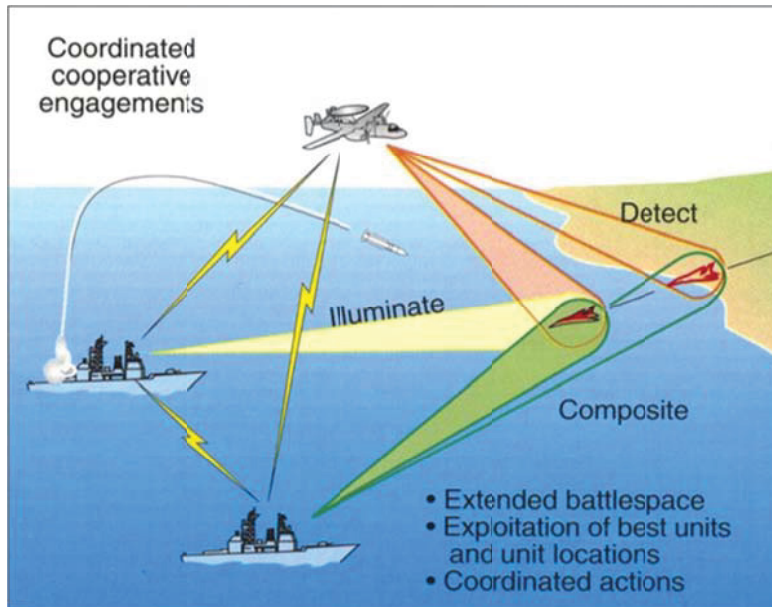 Coordinated
cooperative
engagements
Detect
Illuminate
Composite
• Extended battlespace
• Exploitation of best units
and unit locations
• Coordinated actions